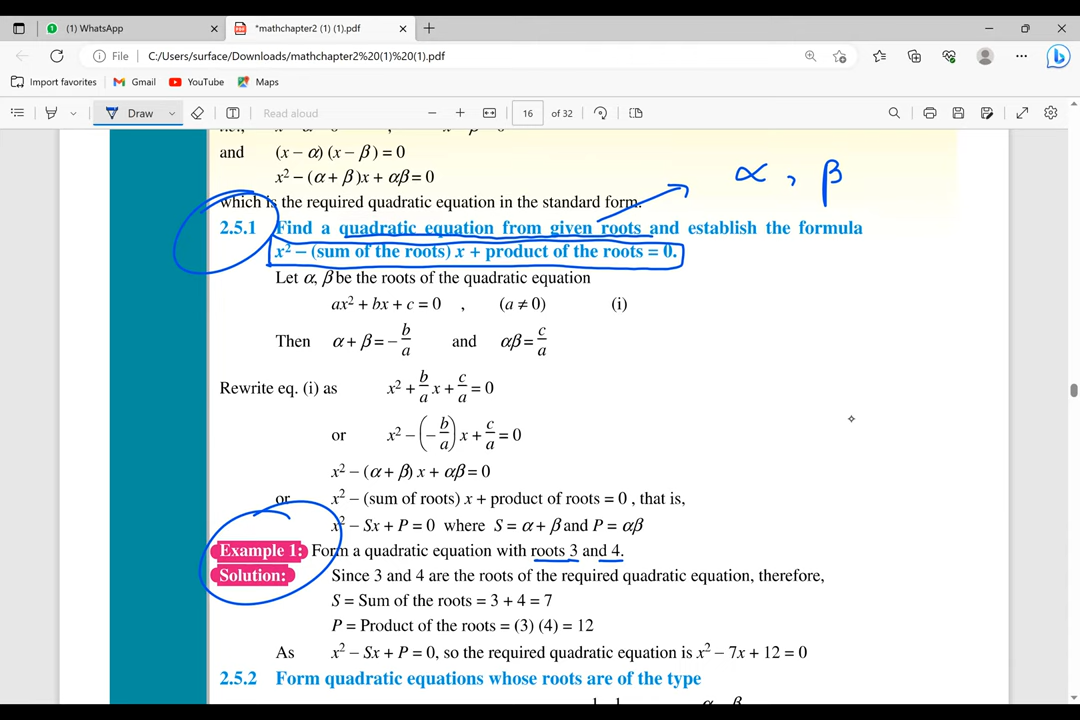 (1) WhatsApp
*mathchapter2 (1) (1).pdf
File C:/Users/surface/Downloads/mathchapter2%20(1)%20(1).pdf
Import favorites Gmail YouTube Maps
Draw Read aloud 16 of 32
and (x − α) (x − β) = 0
x² − (α + β)x + αβ = 0
α , β
which is the required quadratic equation in the standard form.
2.5.1 Find a quadratic equation from given roots and establish the formula
x² − (sum of the roots) x + product of the roots = 0.
Let α, β be the roots of the quadratic equation
ax² + bx + c = 0 , (a ≠ 0) (i)
Then α + β = − b/a and αβ = c/a
Rewrite eq. (i) as x² + b/a x + c/a = 0
or x² − (− b/a) x + c/a = 0
x² − (α + β) x + αβ = 0
or x² − (sum of roots) x + product of roots = 0 , that is,
x² − Sx + P = 0 where S = α + β and P = αβ
Example 1: Form a quadratic equation with roots 3 and 4.
Solution: Since 3 and 4 are the roots of the required quadratic equation, therefore,
S = Sum of the roots = 3 + 4 = 7
P = Product of the roots = (3) (4) = 12
As x² − Sx + P = 0, so the required quadratic equation is x² − 7x + 12 = 0
2.5.2 Form quadratic equations whose roots are of the type